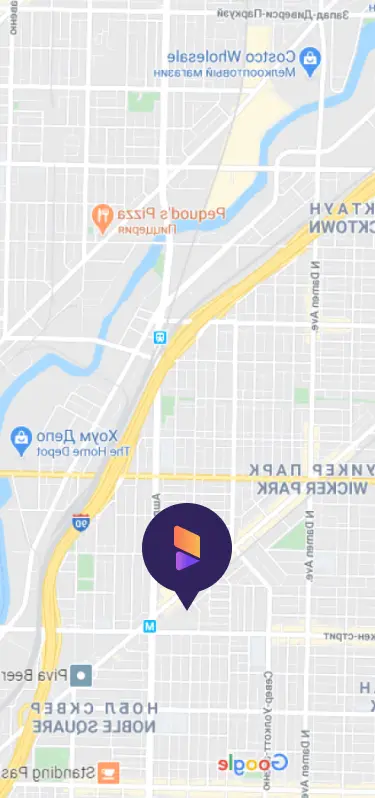 Запад-Диверси-Паркуэй
Costco Wholesale
Мелкооптовый магазин
Pequod's Pizza
Пиццерия
КТАУН
CKTOWN
N Damen Ave.
Хоум Депо
The Home Depot
УИКЕР ПАРК
WICKER PARK
90
N Damen Ave.
M
кен-стрит
Piva Beer
НОБЛ СКВЕР
NOBLE SQUARE
Север-Уолкотт-авеню
N Damen Ave.
Google
Standing Pas